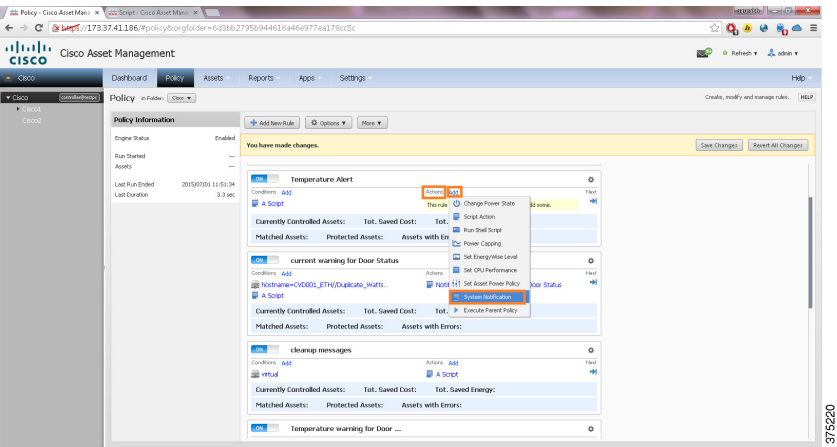 Policy - Cisco Asset Mana
Script - Cisco Asset Mana
https://173.37.41.186/#policy&orgfolder=6d3bb2795b944616a46e977ea178cc5c
CISCO
Cisco Asset Management
Refresh
admin
Cisco
Dashboard
Policy
Assets
Reports
Apps
Settings
Help
Cisco
Cisco1
Cisco2
Policy in Folder: Cisco
Create, modify and manage rules. HELP
Policy Information
Engine Status Enabled
Run Started ---
Assets ---
Last Run Ended 2015/07/01 11:51:34
Last Duration 3.3 sec
Add New Rule
Options
More
You have made changes.
Save Changes
Revert All Changes
ON Temperature Alert
Conditions Add
Actions Add
Next
A Script
This rule
dd some.
Currently Controlled Assets: Tot. Saved Cost: Tot.
Matched Assets: Protected Assets: Assets with Err
Change Power State
Script Action
Run Shell Script
Power Capping
Set EnergyWise Level
Set CPU Performance
Set Asset Power Policy
System Notification
Execute Parent Policy
ON current warning for Door Status
Conditions Add
Actions
Next
hostname=CVD001_ETH//Duplicate_Watts...
Noti
Door Status
A Script
Currently Controlled Assets: Tot. Saved Cost: Tot.
Matched Assets: Protected Assets: Assets with Errors:
ON cleanup messages
Conditions Add
Actions Add
Next
virtual
A Script
Currently Controlled Assets: Tot. Saved Cost: Tot. Saved Energy:
Matched Assets: Protected Assets: Assets with Errors:
ON Temperature warning for Door ...
375220